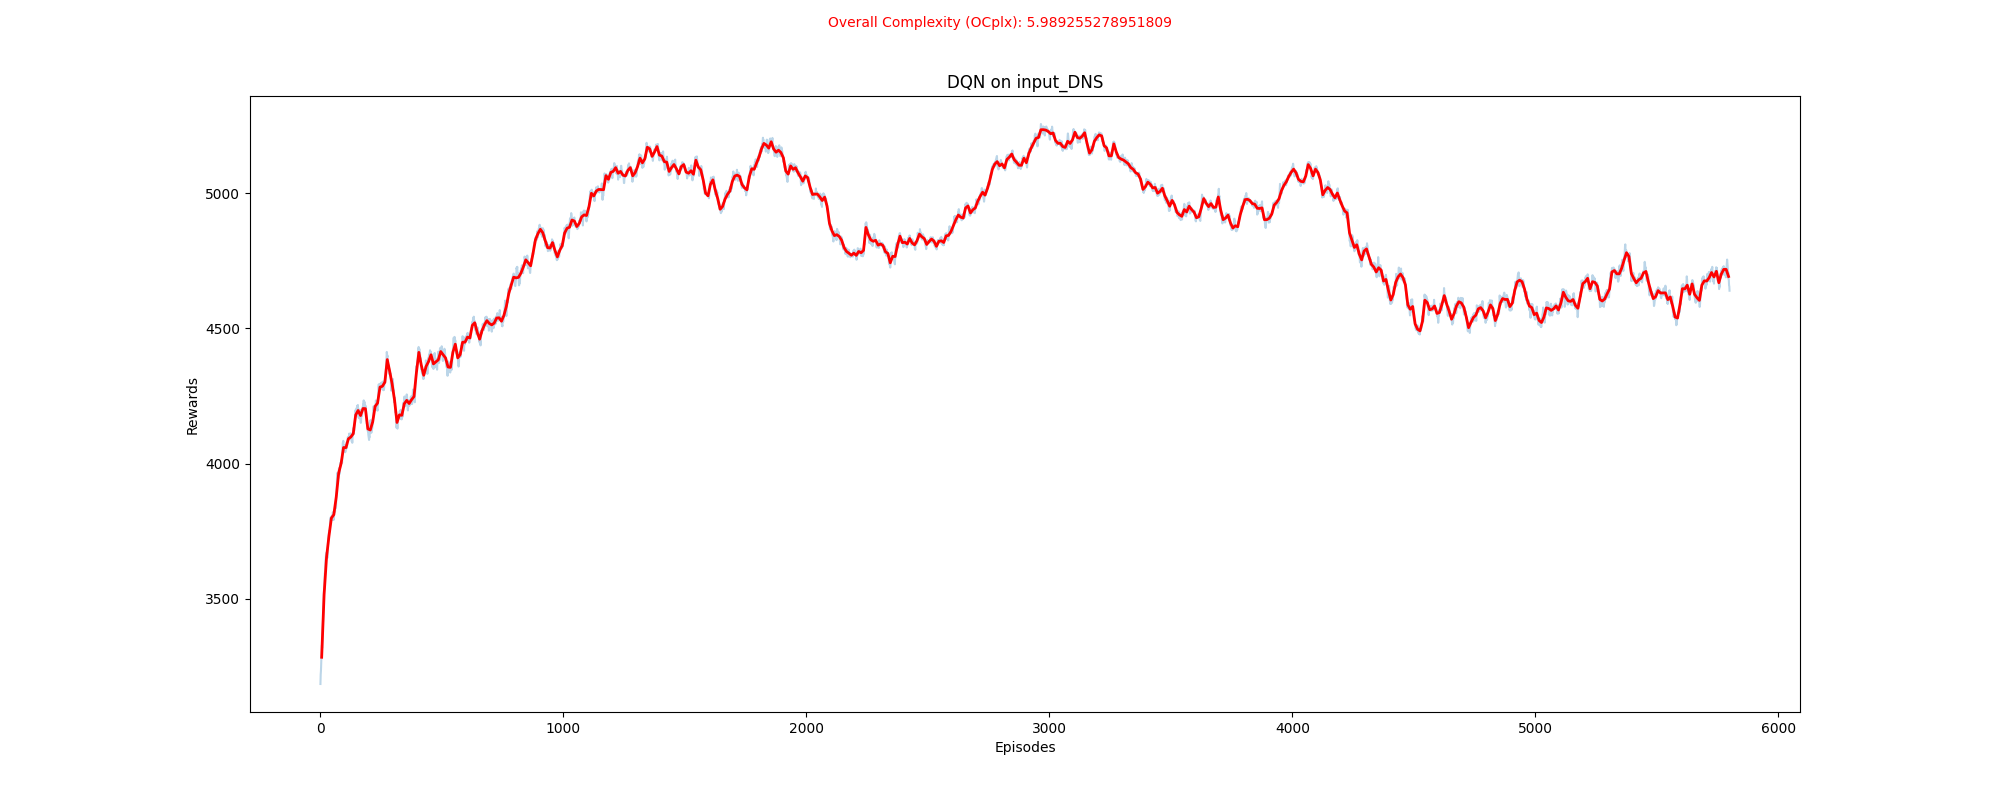 Overall Complexity (OCplx): 5.989255278951809
DQN on input_DNS
Rewards
5000
4500
4000
3500
0 1000 2000 3000 4000 5000 6000
Episodes